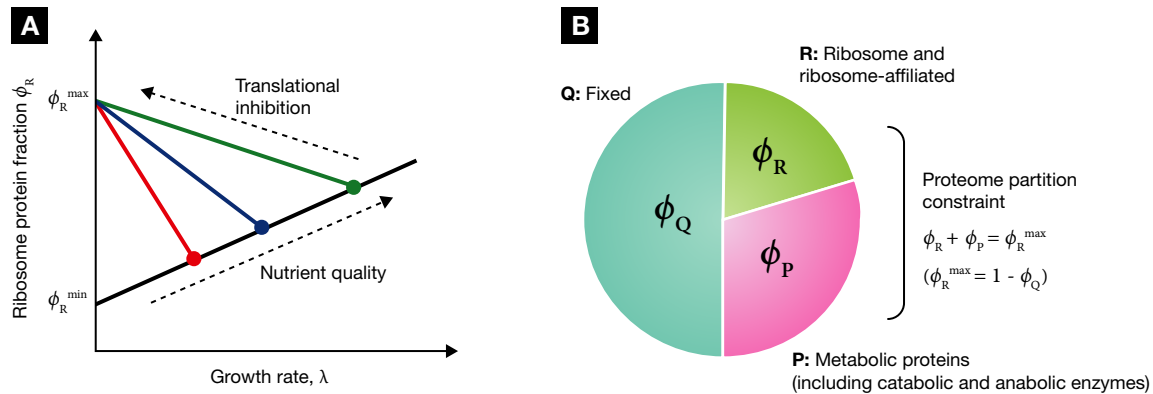 A
Ribosome protein fraction ϕR
ϕR^max
ϕR^min
Translational
inhibition
Nutrient quality
Growth rate, λ
B
Q: Fixed
R: Ribosome and
ribosome-affiliated
ϕQ
ϕR
ϕP
Proteome partition
constraint
ϕR + ϕP = ϕR^max
(ϕR^max = 1 - ϕQ)
P: Metabolic proteins
(including catabolic and anabolic enzymes)